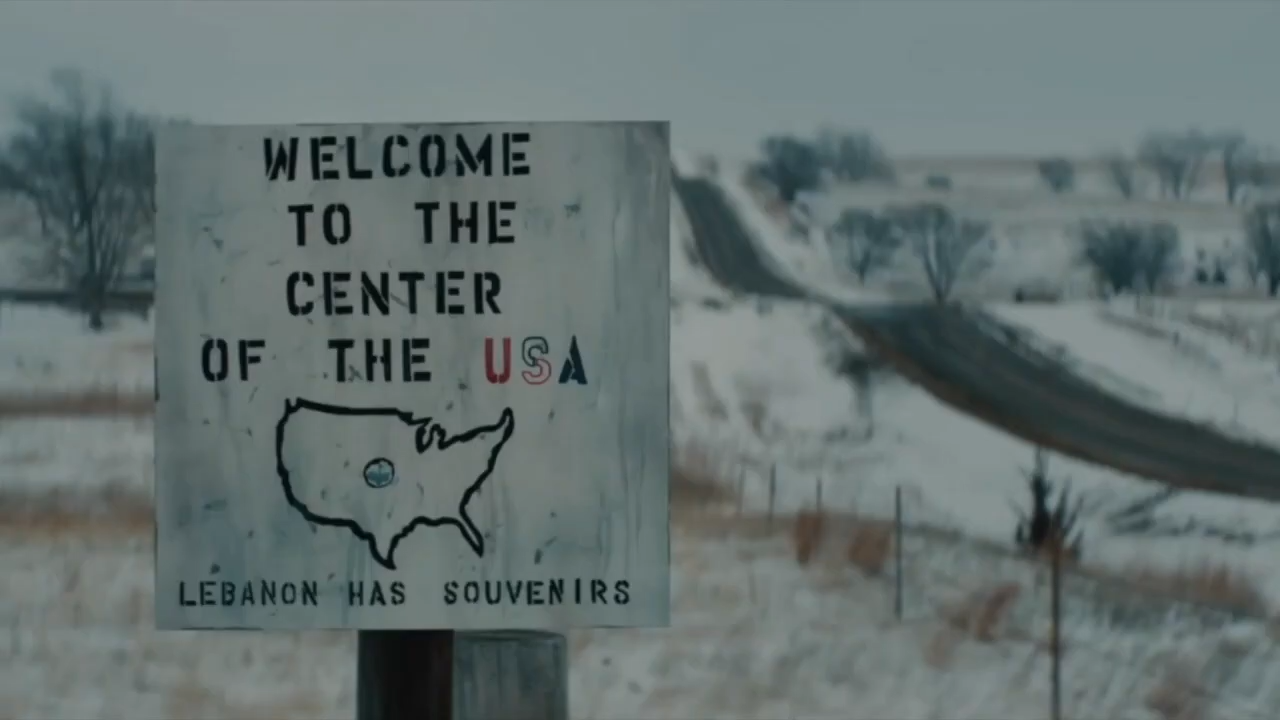 WELCOME
TO THE
CENTER
OF THE USA
LEBANON HAS SOUVENIRS